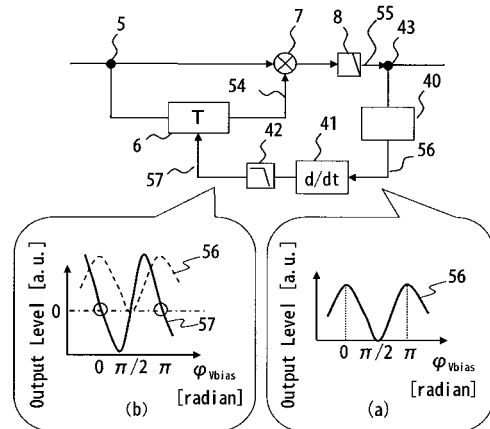 5
7
8
55
43
54
40
T
6
42
41
57
d/dt
56
Output Level [a.u.]
0
56
57
0 π/2 π
φVbias
[radian]
(b)
Output Level [a.u.]
56
0 π/2 π
φVbias
[radian]
(a)